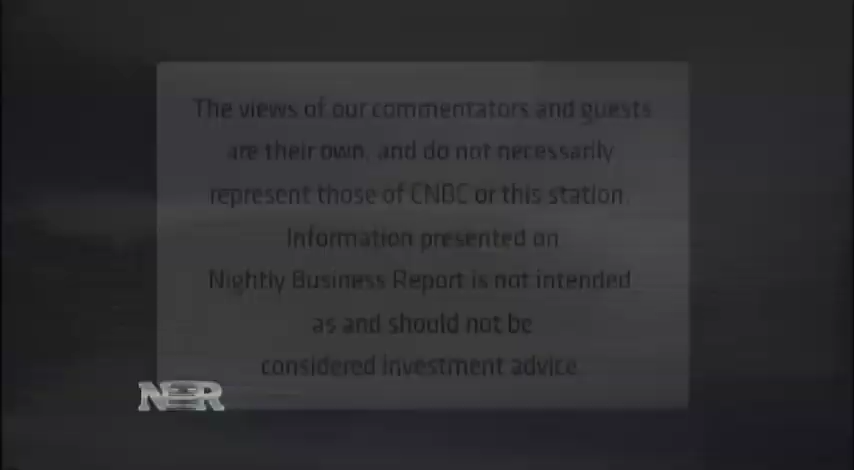 The views of our commentators and guests
are their own, and do not necessarily
represent those of CNBC or this station.
Information presented on
Nightly Business Report is not intended
as and should not be
considered investment advice.
NBR